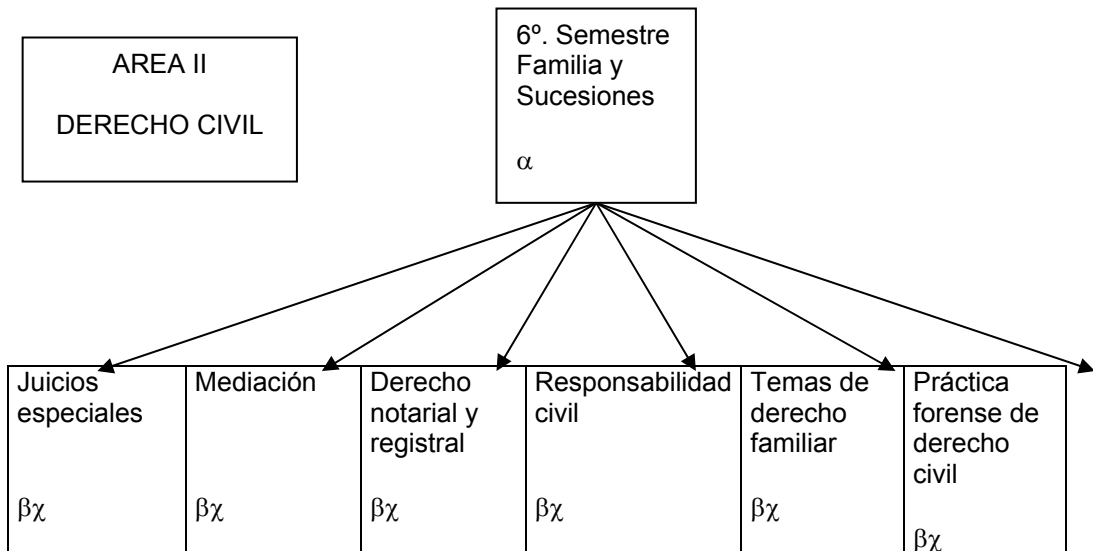 AREA II
DERECHO CIVIL
6º. Semestre
Familia y
Sucesiones
α
Juicios
especiales
βχ
Mediación
βχ
Derecho
notarial y
registral
βχ
Responsabilidad
civil
βχ
Temas de
derecho
familiar
βχ
Práctica
forense de
derecho
civil
βχ